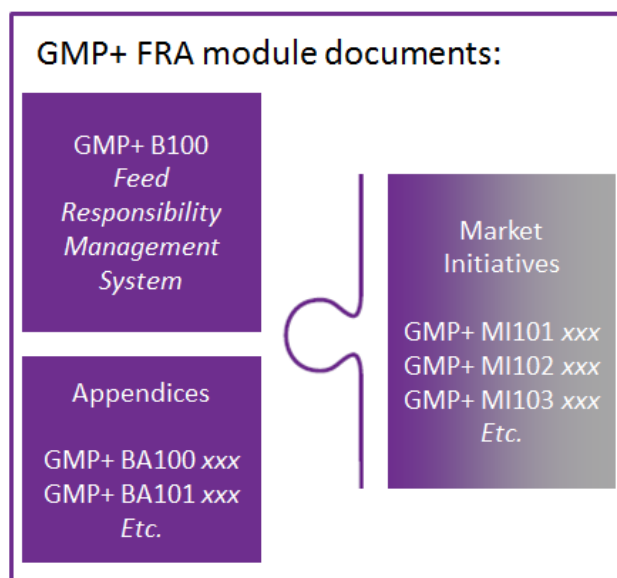 GMP+ FRA module documents:
GMP+ B100
Feed
Responsibility
Management
System
Appendices
GMP+ BA100 xxx
GMP+ BA101 xxx
Etc.
Market
Initiatives
GMP+ MI101 xxx
GMP+ MI102 xxx
GMP+ MI103 xxx
Etc.